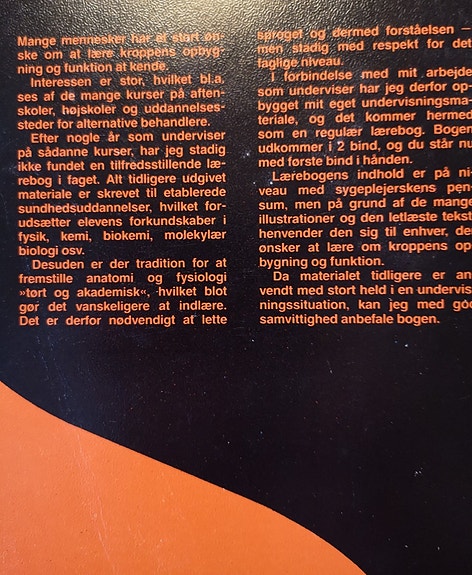 Mange mennesker har et stort øn-
ske om at lære kroppens opbyg-
ning og funktion at kende.
Interessen er stor, hvilket bl.a.
ses af de mange kurser på aften-
skoler, højskoler og uddannelses-
steder for alternative behandlere.
Efter nogle år som underviser
på sådanne kurser, har jeg stadig
ikke fundet en tilfredsstillende læ-
rebog i faget. Alt tidligere udgivet
materiale er skrevet til etablerede
sundhedsuddannelser, hvilket for-
udsætter elevens forkundskaber i
fysik, kemi, biokemi, molekylær
biologi osv.
Desuden er der tradition for at
fremstille anatomi og fysiologi
»tørt og akademisk«, hvilket blot
gør det vanskeligere at indlære.
Det er derfor nødvendigt at lette
sproget og dermed forståelsen –
men stadig med respekt for det
faglige niveau.
I forbindelse med mit arbejde
som underviser har jeg derfor op-
bygget mit eget undervisningsma-
teriale, og det kommer hermed
som en regulær lærebog. Bogen
udkommer i 2 bind, og du står nu
med første bind i hånden.
Lærebogens indhold er på ni-
veau med sygeplejerskens pen-
sum, men på grund af de mange
illustrationer og den letlæste tekst
henvender den sig til enhver, der
ønsker at lære om kroppens op-
bygning og funktion.
Da materialet tidligere er an-
vendt med stort held i en undervis-
ningssituation, kan jeg med god
samvittighed anbefale bogen.